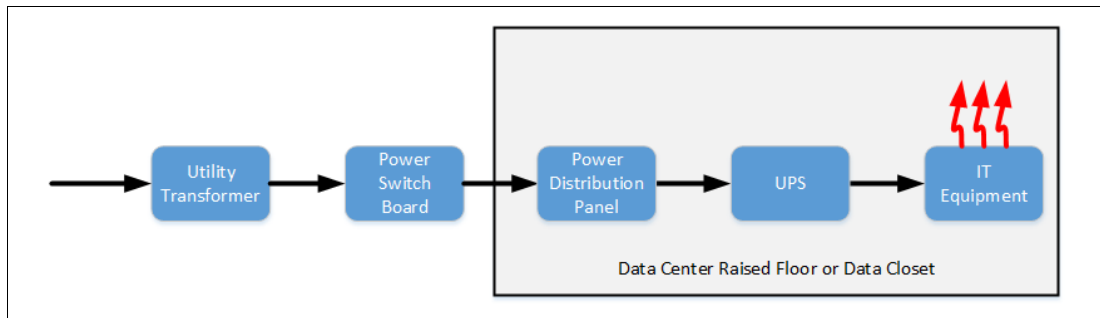 Utility
Transformer
Power
Switch
Board
Power
Distribution
Panel
UPS
IT
Equipment
Data Center Raised Floor or Data Closet